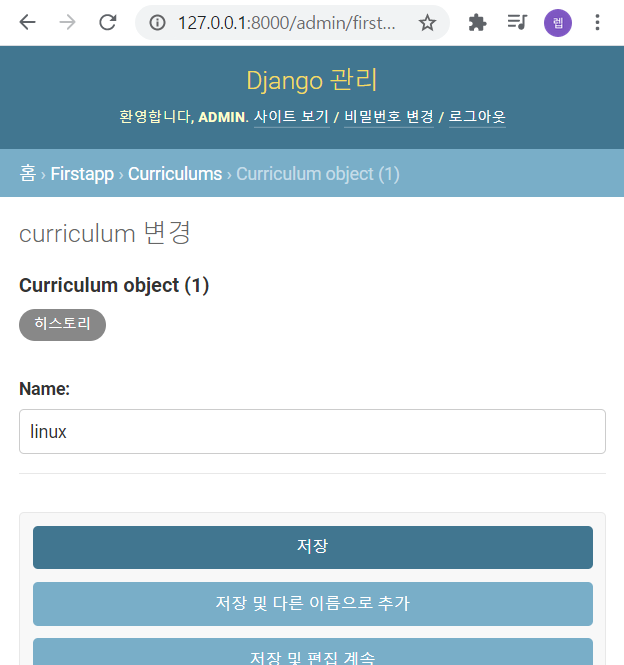 127.0.0.1:8000/admin/first...
렙
Django 관리
환영합니다, ADMIN. 사이트 보기 / 비밀번호 변경 / 로그아웃
홈 › Firstapp › Curriculums › Curriculum object (1)
curriculum 변경
Curriculum object (1)
히스토리
Name:
linux
저장
저장 및 다른 이름으로 추가
저장 및 편집 계속